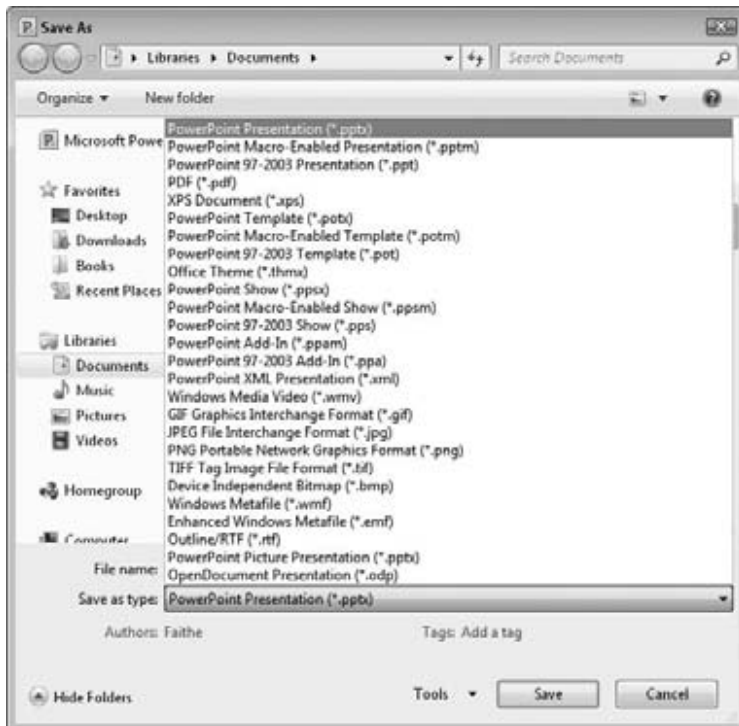 Save As
Libraries ▸ Documents ▸
Search Documents
Organize
New folder
Microsoft Powe
Favorites
Desktop
Downloads
Books
Recent Places
Libraries
Documents
Music
Pictures
Videos
Homegroup
Computer
PowerPoint Presentation (*.pptx)
PowerPoint Macro-Enabled Presentation (*.pptm)
PowerPoint 97-2003 Presentation (*.ppt)
PDF (*.pdf)
XPS Document (*.xps)
PowerPoint Template (*.potx)
PowerPoint Macro-Enabled Template (*.potm)
PowerPoint 97-2003 Template (*.pot)
Office Theme (*.thmx)
PowerPoint Show (*.ppsx)
PowerPoint Macro-Enabled Show (*.ppsm)
PowerPoint 97-2003 Show (*.pps)
PowerPoint Add-In (*.ppam)
PowerPoint 97-2003 Add-In (*.ppa)
PowerPoint XML Presentation (*.xml)
Windows Media Video (*.wmv)
GIF Graphics Interchange Format (*.gif)
JPEG File Interchange Format (*.jpg)
PNG Portable Network Graphics Format (*.png)
TIFF Tag Image File Format (*.tif)
Device Independent Bitmap (*.bmp)
Windows Metafile (*.wmf)
Enhanced Windows Metafile (*.emf)
Outline/RTF (*.rtf)
PowerPoint Picture Presentation (*.pptx)
OpenDocument Presentation (*.odp)
File name:
Save as type: PowerPoint Presentation (*.pptx)
Authors: Faithe
Tags: Add a tag
Hide Folders
Tools
Save
Cancel